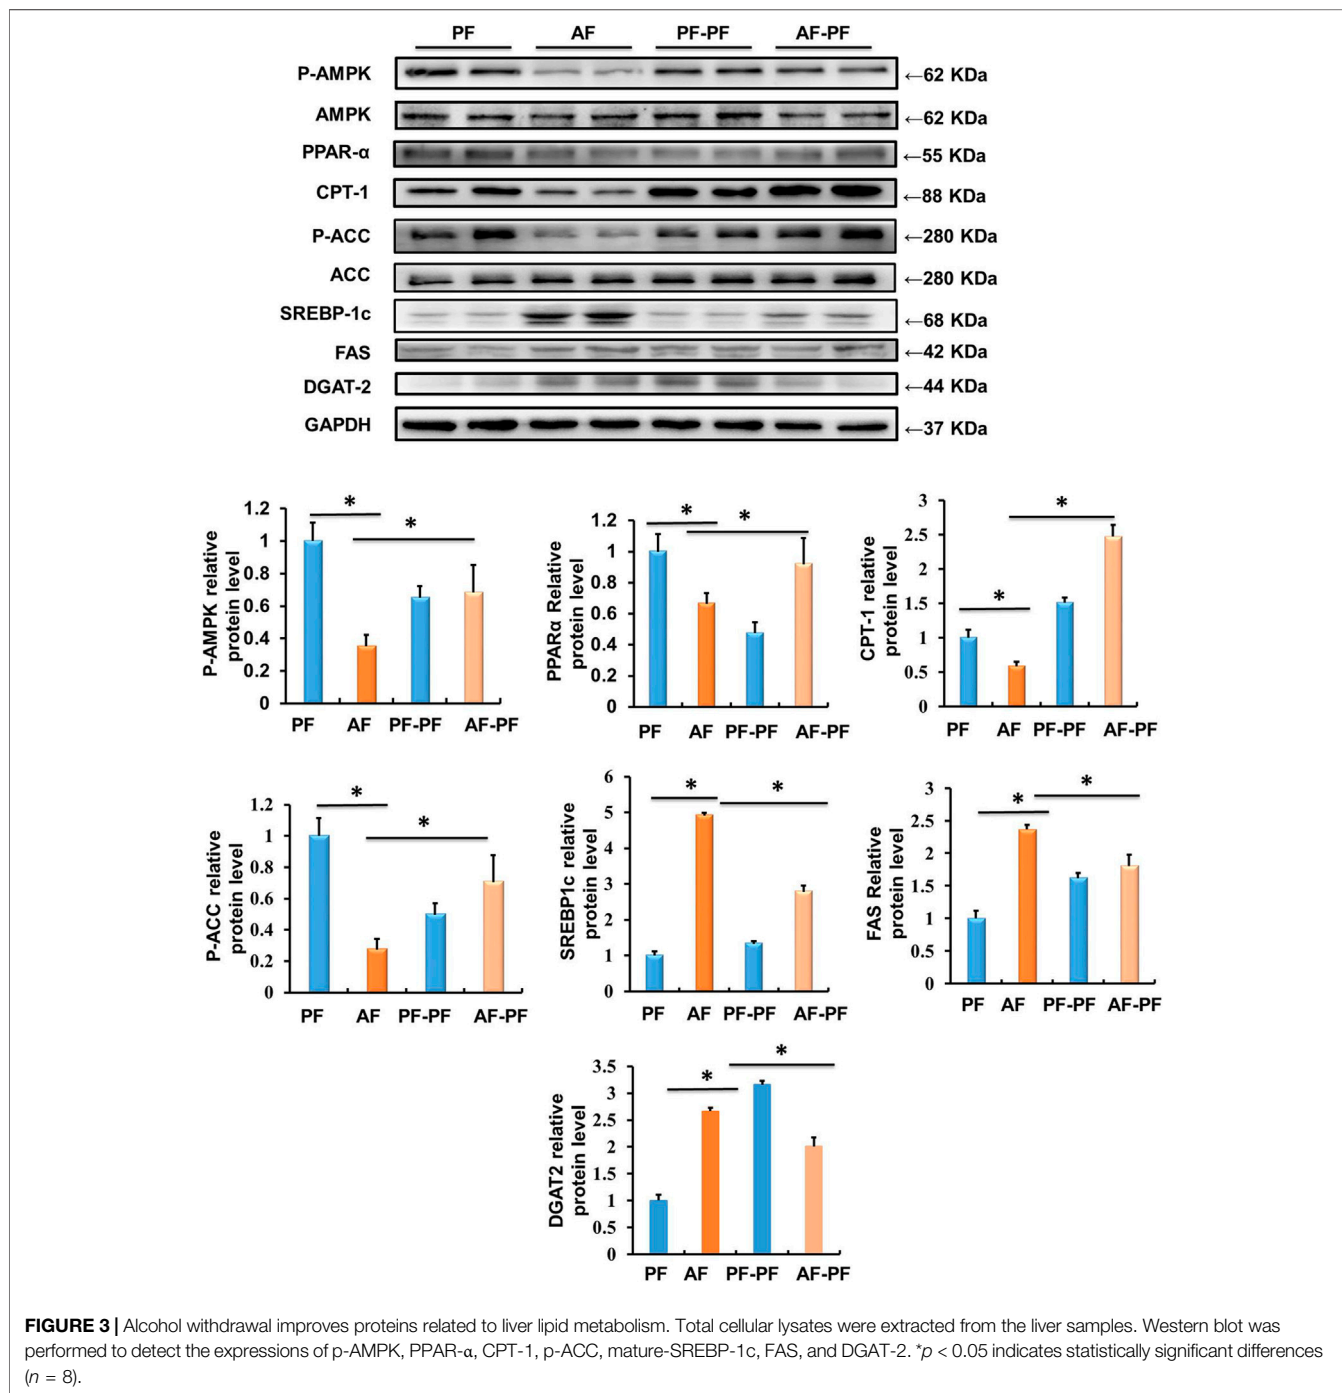 PF AF PF-PF AF-PF
P-AMPK ←62 KDa
AMPK ←62 KDa
PPAR-α ←55 KDa
CPT-1 ←88 KDa
P-ACC ←280 KDa
ACC ←280 KDa
SREBP-1c ←68 KDa
FAS ←42 KDa
DGAT-2 ←44 KDa
GAPDH ←37 KDa
P-AMPK relative
protein level
1.2
1
0.8
0.6
0.4
0.2
0
* *
PF AF PF-PF AF-PF
PPARα Relative
protein level
1.2
1
0.8
0.6
0.4
0.2
0
* *
PF AF PF-PF AF-PF
CPT-1 relative
protein level
3
2.5
2
1.5
1
0.5
0
* *
PF AF PF-PF AF-PF
P-ACC relative
protein level
1.2
1
0.8
0.6
0.4
0.2
0
* *
PF AF PF-PF AF-PF
SREBP1c relative
protein level
6
5
4
3
2
1
0
* *
PF AF PF-PF AF-PF
FAS Relative
protein level
3
2.5
2
1.5
1
0.5
0
* *
PF AF PF-PF AF-PF
DGAT2 relative
protein level
3.5
3
2.5
2
1.5
1
0.5
0
* *
PF AF PF-PF AF-PF
FIGURE 3 | Alcohol withdrawal improves proteins related to liver lipid metabolism. Total cellular lysates were extracted from the liver samples. Western blot was
performed to detect the expressions of p-AMPK, PPAR-α, CPT-1, p-ACC, mature-SREBP-1c, FAS, and DGAT-2. *p < 0.05 indicates statistically significant differences
(n = 8).